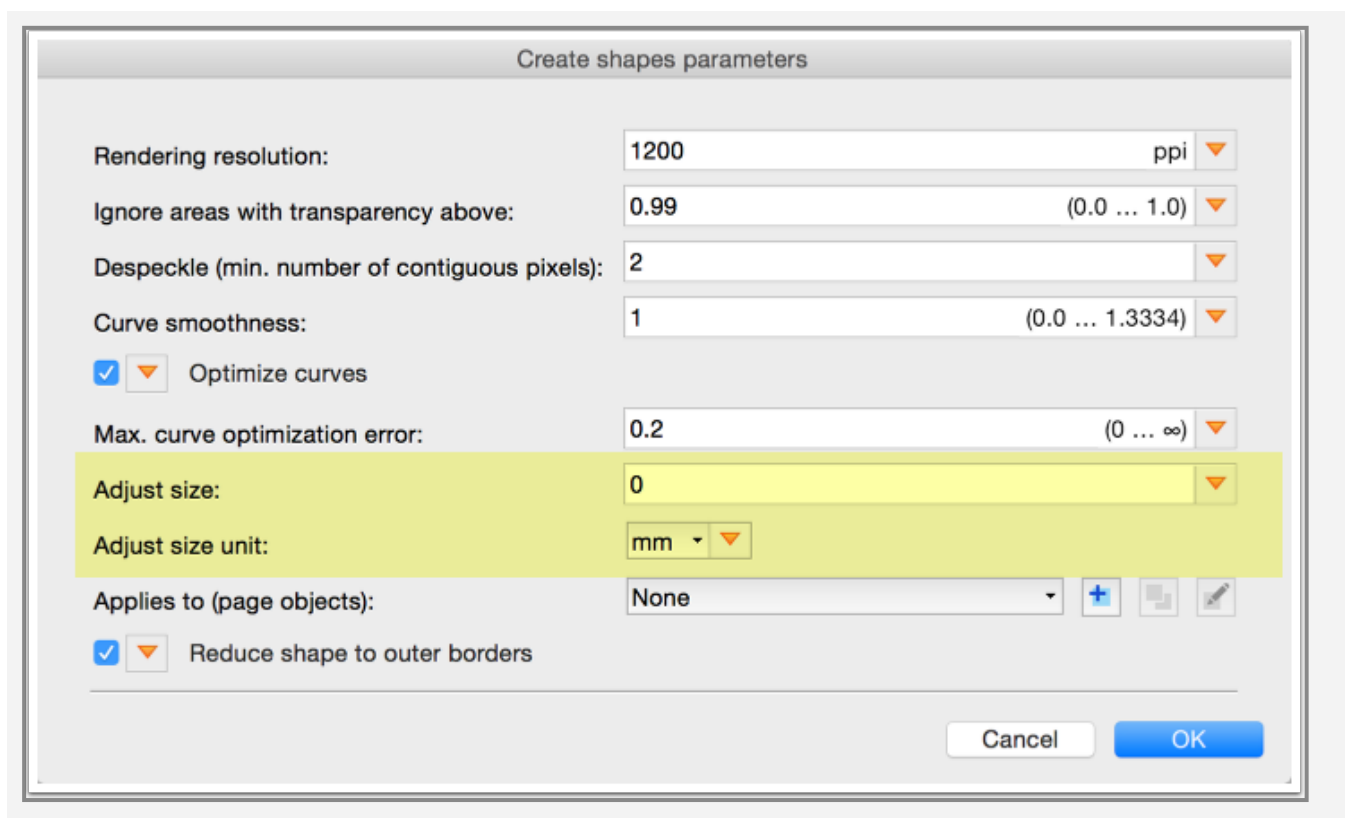 Create shapes parameters
Rendering resolution: 1200 ppi
Ignore areas with transparency above: 0.99 (0.0 ... 1.0)
Despeckle (min. number of contiguous pixels): 2
Curve smoothness: 1 (0.0 ... 1.3334)
Optimize curves
Max. curve optimization error: 0.2 (0 ... ∞)
Adjust size: 0
Adjust size unit: mm
Applies to (page objects): None
Reduce shape to outer borders
Cancel OK